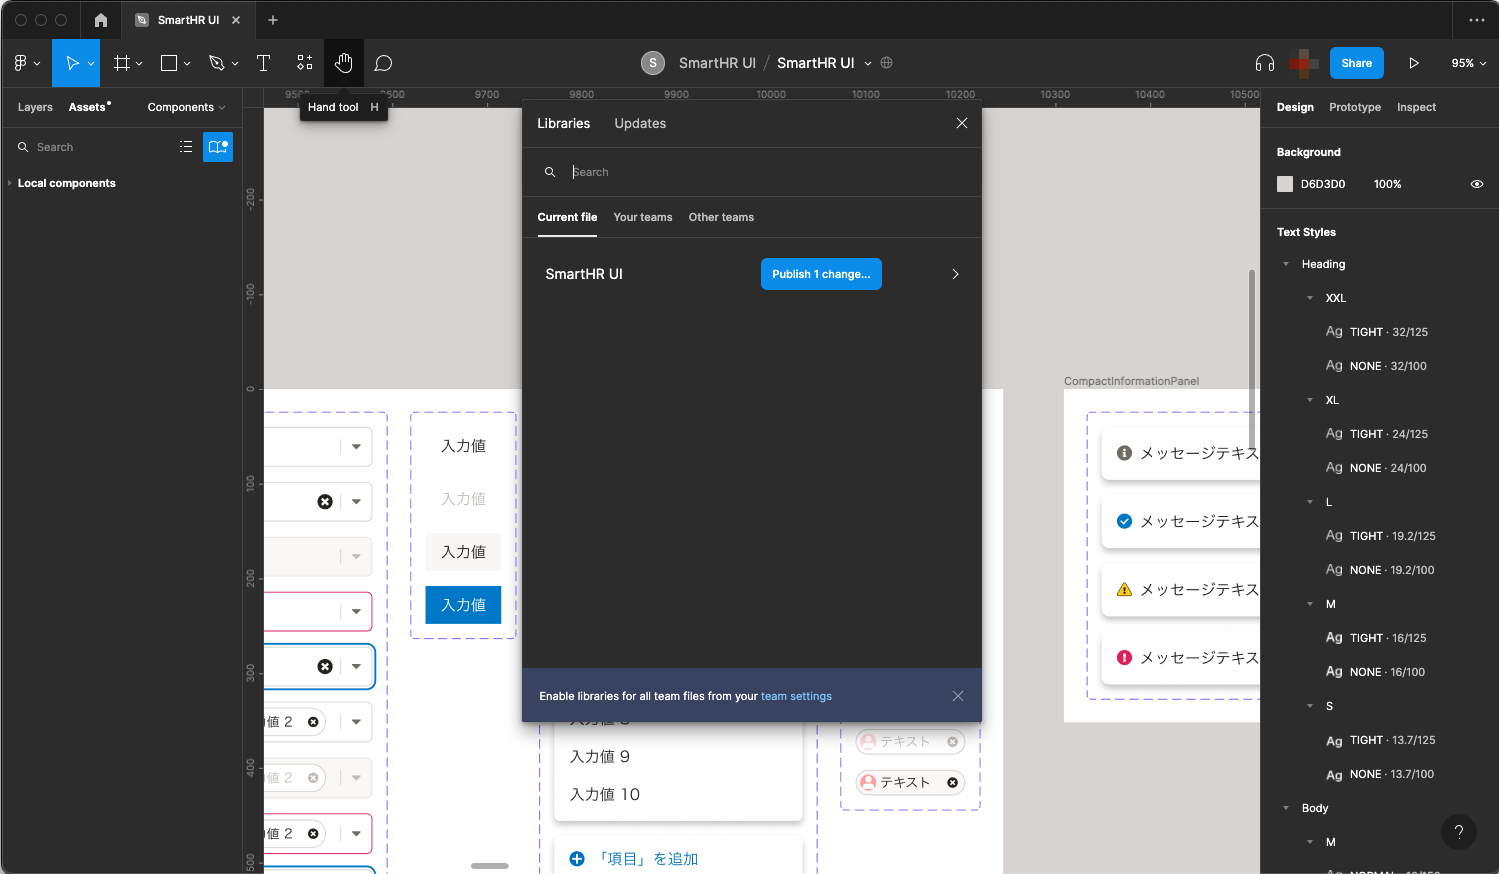 SmartHR UI
S SmartHR UI / SmartHR UI
Share
95%
Layers Assets Components
Search
Local components
Hand tool H
9500 9600 9700 9800 9900 10000 10100 10200 10300 10400 10500
-200
-100
0
100
200
300
400
500
Libraries Updates
Search
Current file Your teams Other teams
SmartHR UI Publish 1 change...
Enable libraries for all team files from your team settings
入力値
入力値
入力値
入力値
値 2
値 2
値 2
入力値 9
入力値 10
「項目」を追加
テキスト
テキスト
CompactInformationPanel
メッセージテキス
メッセージテキス
メッセージテキス
メッセージテキス
Design Prototype Inspect
Background
D6D3D0 100%
Text Styles
Heading
XXL
Ag TIGHT · 32/125
Ag NONE · 32/100
XL
Ag TIGHT · 24/125
Ag NONE · 24/100
L
Ag TIGHT · 19.2/125
Ag NONE · 19.2/100
M
Ag TIGHT · 16/125
Ag NONE · 16/100
S
Ag TIGHT · 13.7/125
Ag NONE · 13.7/100
Body
M
?